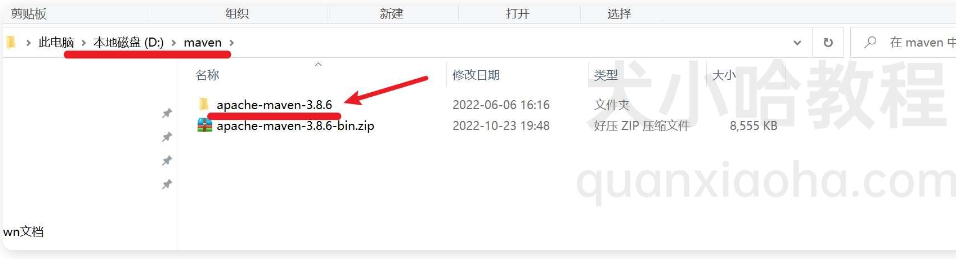 剪贴板 组织 新建 打开 选择
此电脑 > 本地磁盘 (D:) > maven > 在 maven 中
名称 修改日期 类型 大小
apache-maven-3.8.6 2022-06-06 16:16 文件夹
apache-maven-3.8.6-bin.zip 2022-10-23 19:48 好压 ZIP 压缩文件 8,555 KB
犬小哈教程
quanxiaoha.com
wn文档